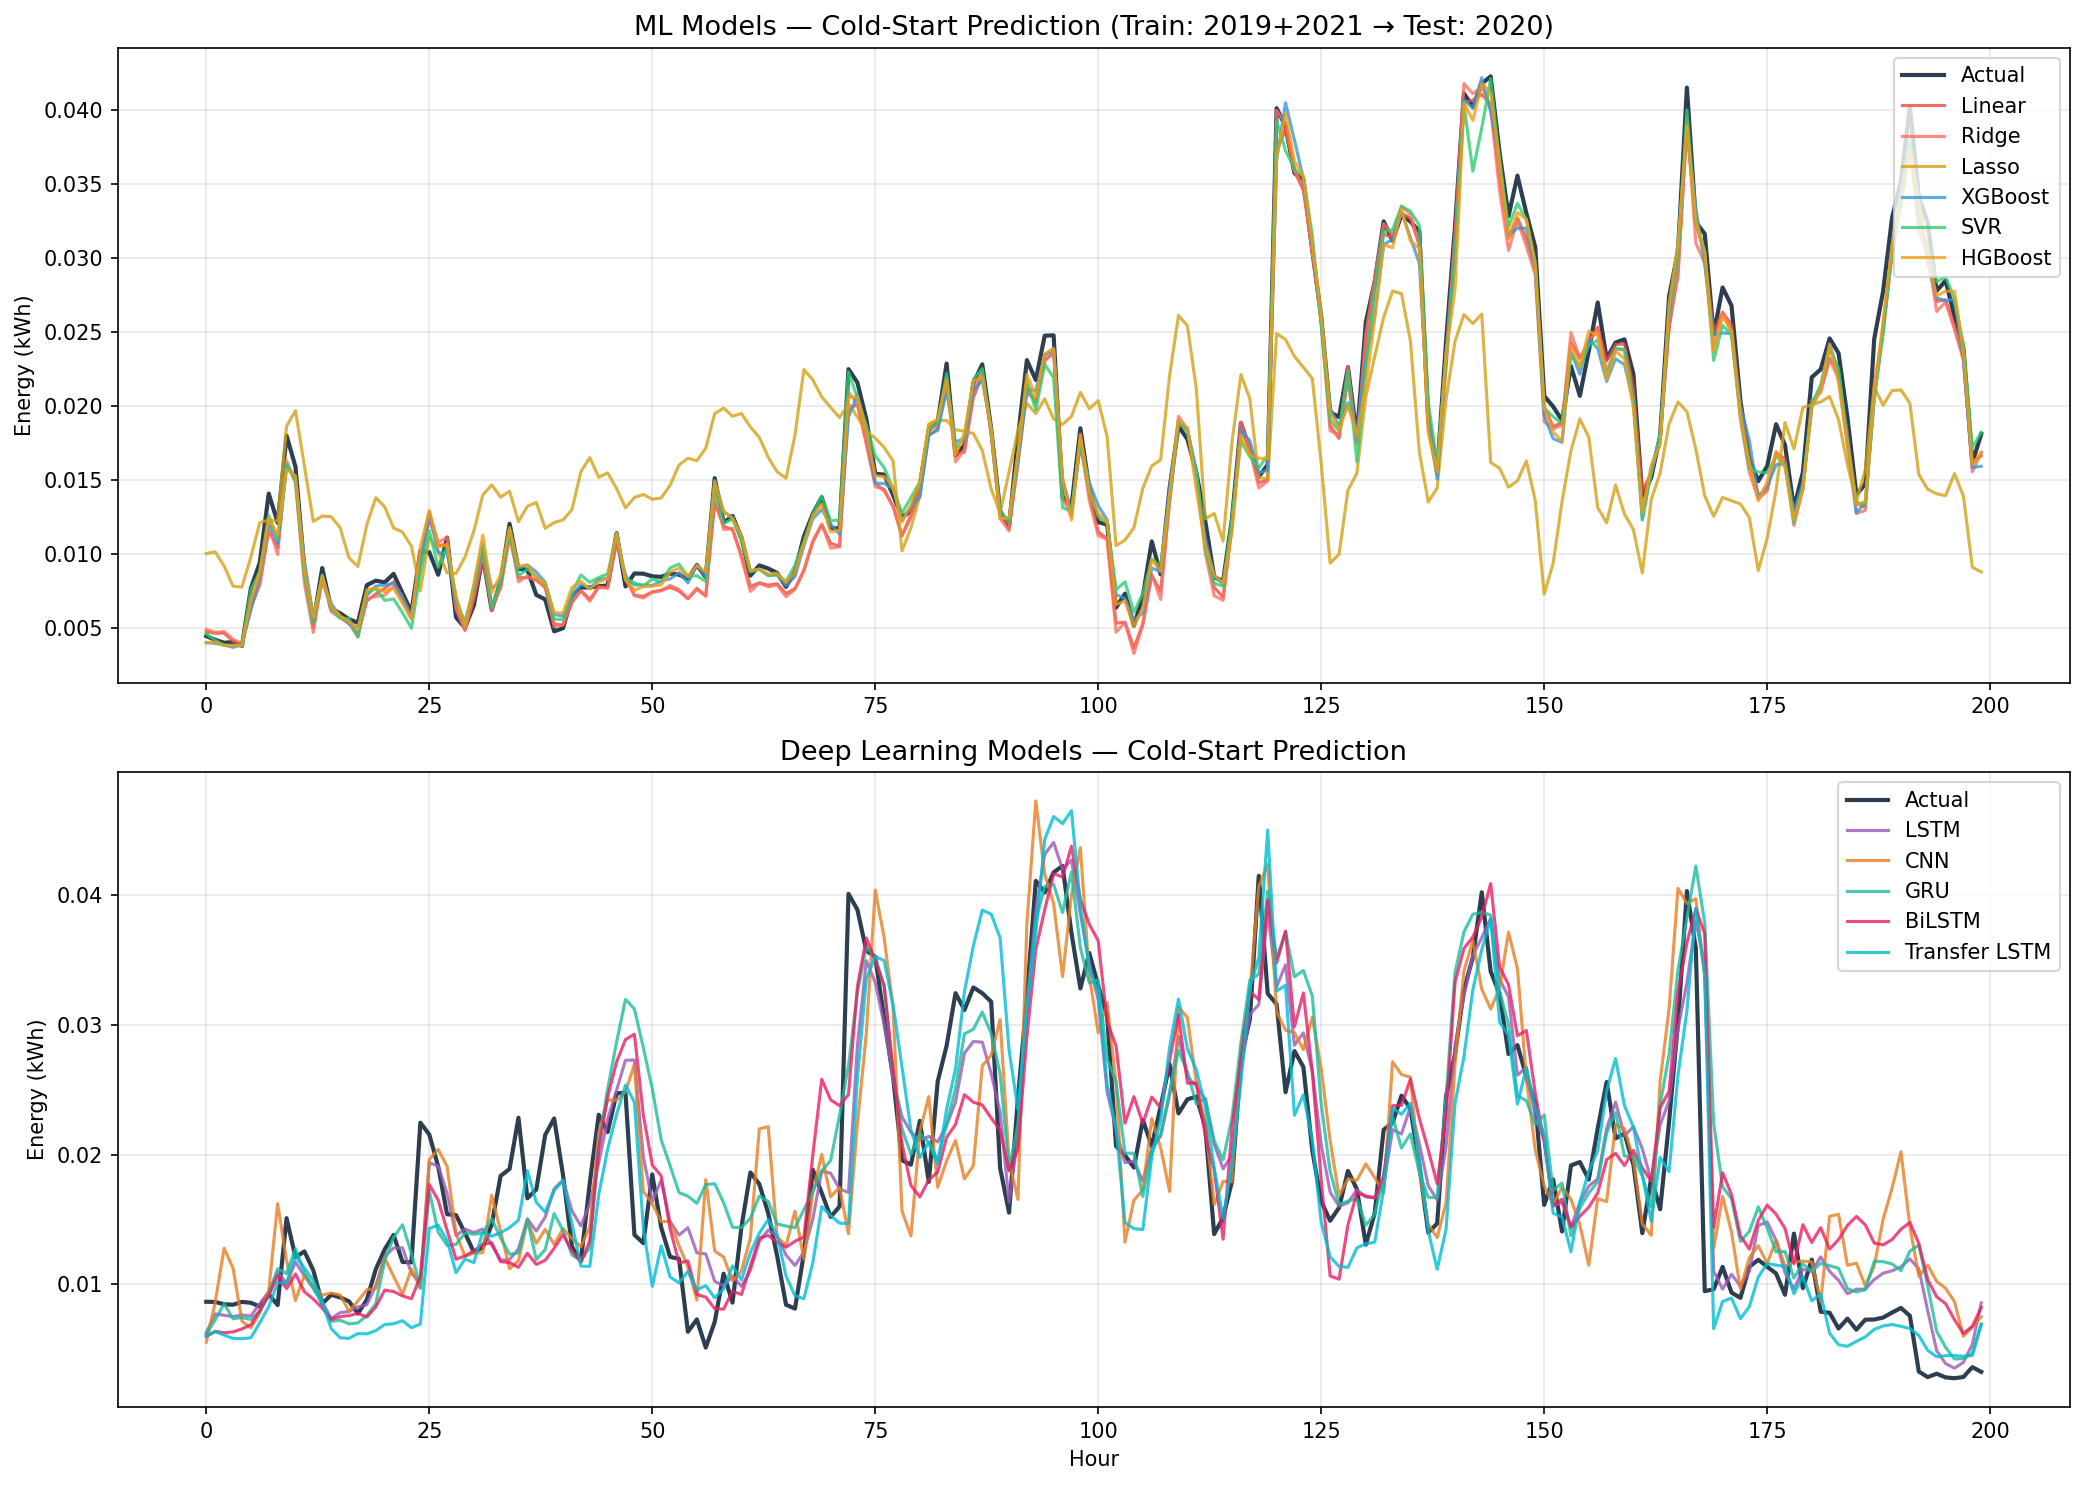 ML Models — Cold-Start Prediction (Train: 2019+2021 → Test: 2020)
Energy (kWh)
0.040
0.035
0.030
0.025
0.020
0.015
0.010
0.005
Actual
Linear
Ridge
Lasso
XGBoost
SVR
HGBoost
0 25 50 75 100 125 150 175 200
Deep Learning Models — Cold-Start Prediction
Energy (kWh)
0.04
0.03
0.02
0.01
Actual
LSTM
CNN
GRU
BiLSTM
Transfer LSTM
0 25 50 75 100 125 150 175 200
Hour